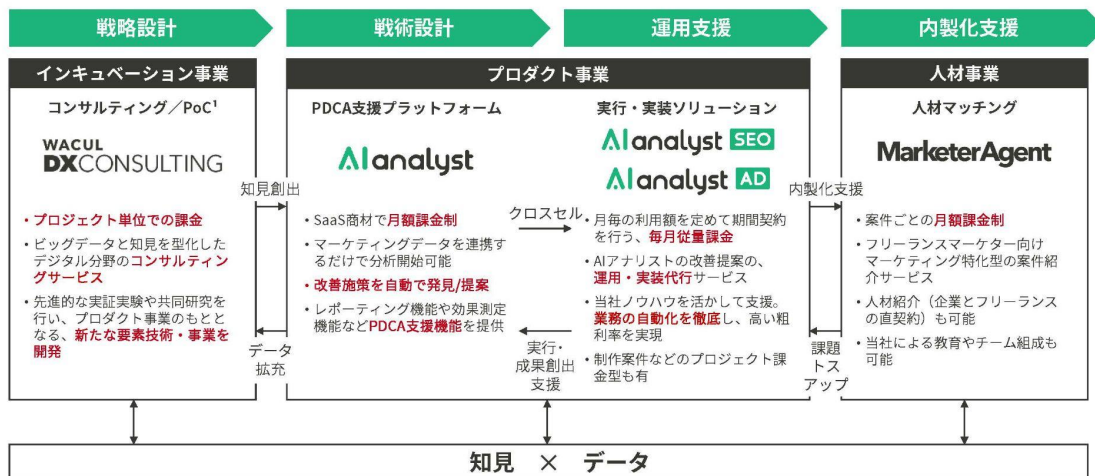 戦略設計
戦術設計
運用支援
内製化支援
インキュベーション事業
コンサルティング／PoC¹
WACUL
DXCONSULTING
・プロジェクト単位での課金
・ビッグデータと知見を型化した
デジタル分野のコンサルティン
グサービス
・先進的な実証実験や共同研究を
行い、プロダクト事業のもとと
なる、新たな要素技術・事業を
開発
知見創出
データ
拡充
プロダクト事業
PDCA支援プラットフォーム
AI analyst
・SaaS商材で月額課金制
・マーケティングデータを連携す
るだけで分析開始可能
・改善施策を自動で発見/提案
・レポーティング機能や効果測定
機能などPDCA支援機能を提供
クロスセル
実行・
成果創出
支援
実行・実装ソリューション
AI analyst SEO
AI analyst AD
・月毎の利用額を定めて期間契約
を行う、毎月従量課金
・AIアナリストの改善提案の、
運用・実装代行サービス
・当社ノウハウを活かして支援。
業務の自動化を徹底し、高い粗
利率を実現
・制作案件などのプロジェクト課
金型も有
内製化支援
課題
トス
アップ
人材事業
人材マッチング
MarketerAgent
・案件ごとの月額課金制
・フリーランスマーケター向け
マーケティング特化型の案件紹
介サービス
・人材紹介（企業とフリーランス
の直契約）も可能
・当社による教育やチーム組成も
可能
知見 × データ